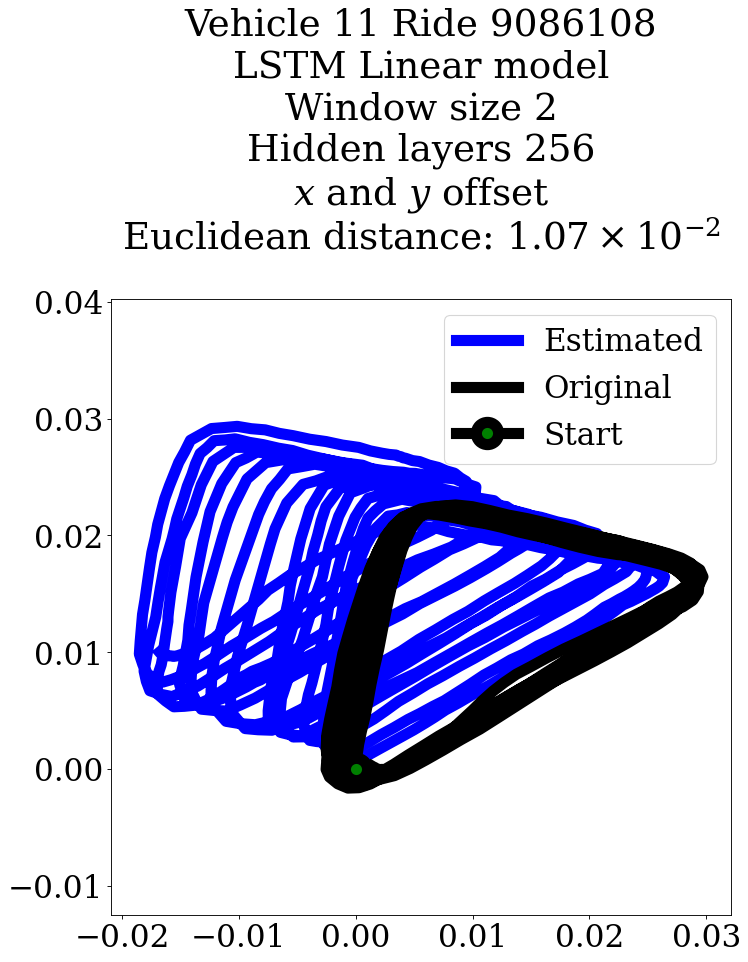 Vehicle 11 Ride 9086108
LSTM Linear model
Window size 2
Hidden layers 256
x and y offset
Euclidean distance: 1.07 × 10⁻²
0.04
Estimated
Original
Start
0.03
0.02
0.01
0.00
−0.01
−0.02 −0.01 0.00 0.01 0.02 0.03